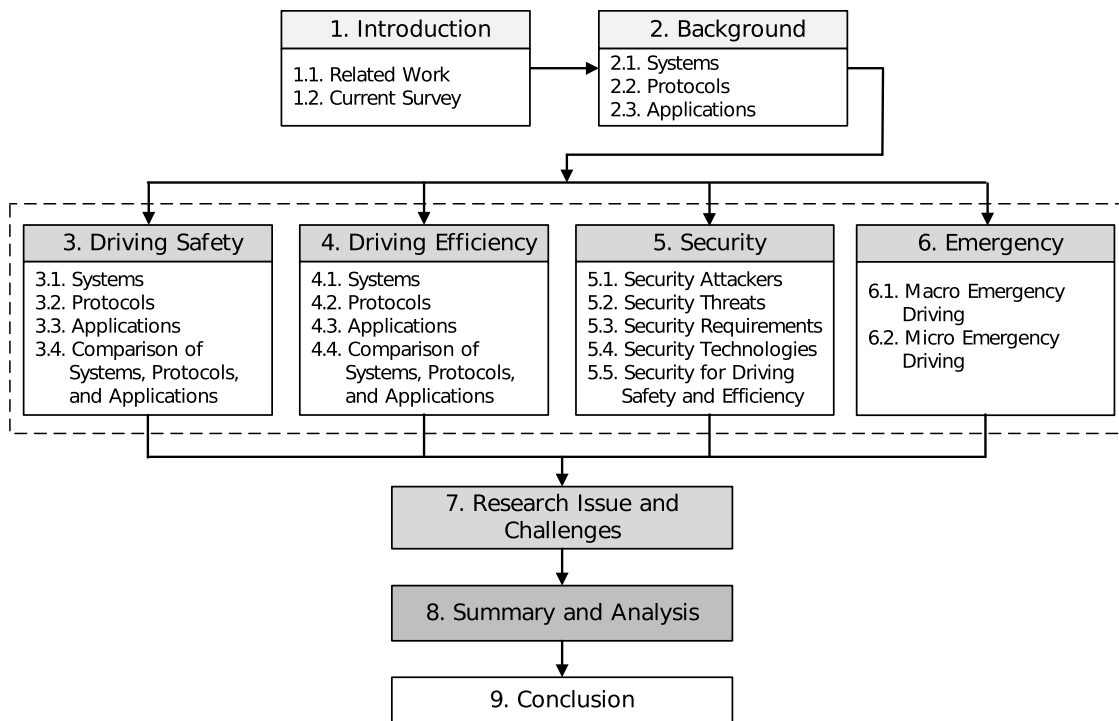 1. Introduction
1.1. Related Work
1.2. Current Survey
2. Background
2.1. Systems
2.2. Protocols
2.3. Applications
3. Driving Safety
3.1. Systems
3.2. Protocols
3.3. Applications
3.4. Comparison of
Systems, Protocols,
and Applications
4. Driving Efficiency
4.1. Systems
4.2. Protocols
4.3. Applications
4.4. Comparison of
Systems, Protocols,
and Applications
5. Security
5.1. Security Attackers
5.2. Security Threats
5.3. Security Requirements
5.4. Security Technologies
5.5. Security for Driving
Safety and Efficiency
6. Emergency
6.1. Macro Emergency
Driving
6.2. Micro Emergency
Driving
7. Research Issue and
Challenges
8. Summary and Analysis
9. Conclusion